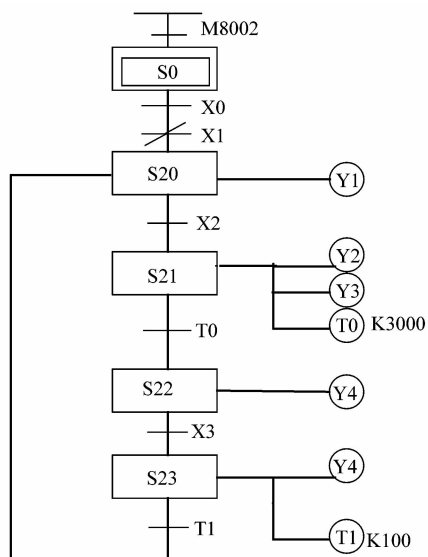 M8002
S0
X0
X1
S20 Y1
X2
Y2
S21 Y3
T0 K3000
T0
S22 Y4
X3
S23 Y4
T1
T1 K100